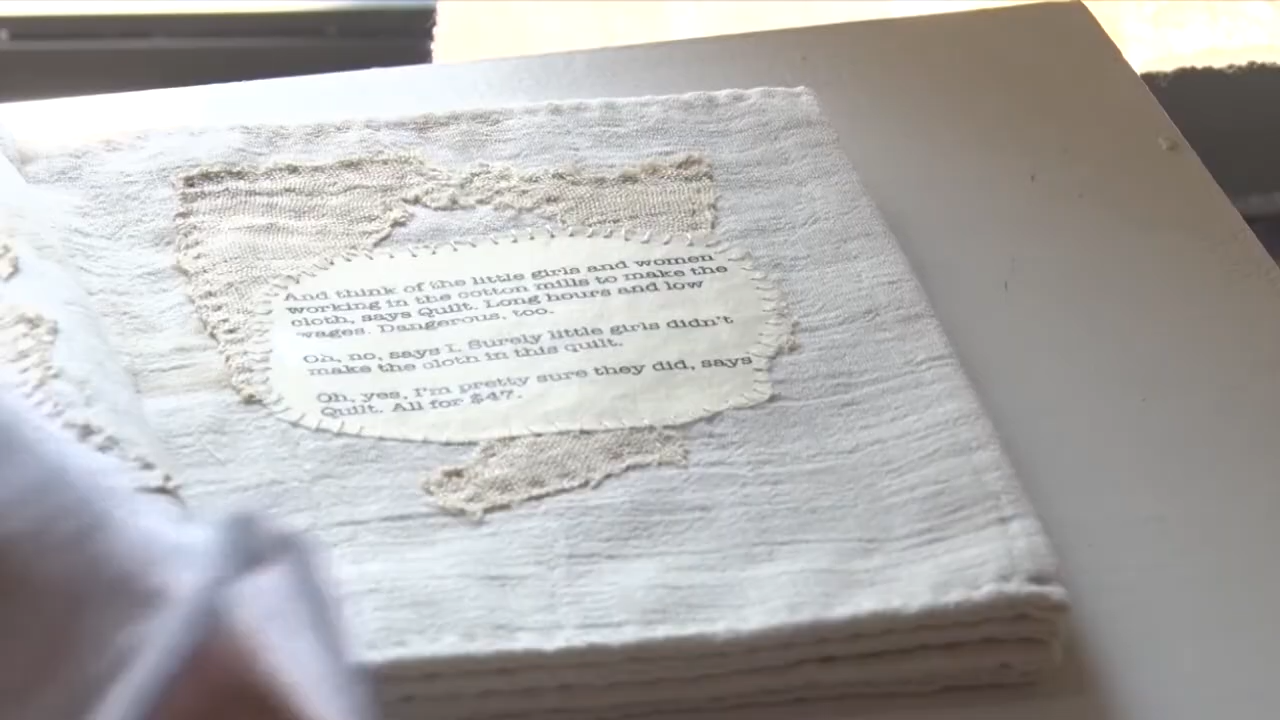 And think of the little girls and women
working in the cotton mills to make the
cloth, says Quilt. Long hours and low
wages. Dangerous, too.
Oh, no, says I. Surely little girls didn't
make the cloth in this quilt.
Oh, yes, I'm pretty sure they did, says
Quilt. All for $47.